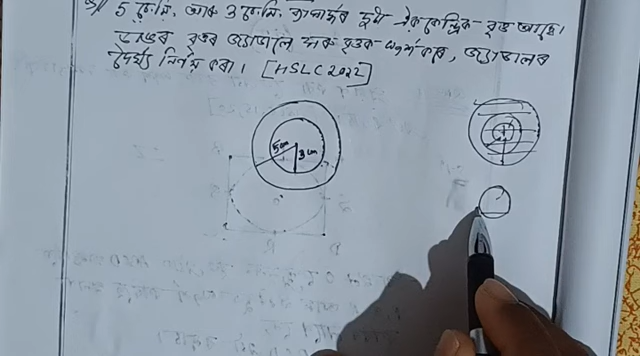 5 চে:মি. আৰু 3 চে:মি. ব্যাসাৰ্ধৰ দুটা এককেন্দ্ৰিক বৃত্ত আছে।
ডাঙৰ বৃত্তৰ জ্যাডালে সৰু বৃত্তক স্পৰ্শ কৰে, জ্যাডালৰ
দৈৰ্ঘ্য নিৰ্ণয় কৰা। [HSLC 2022]
5cm
3cm